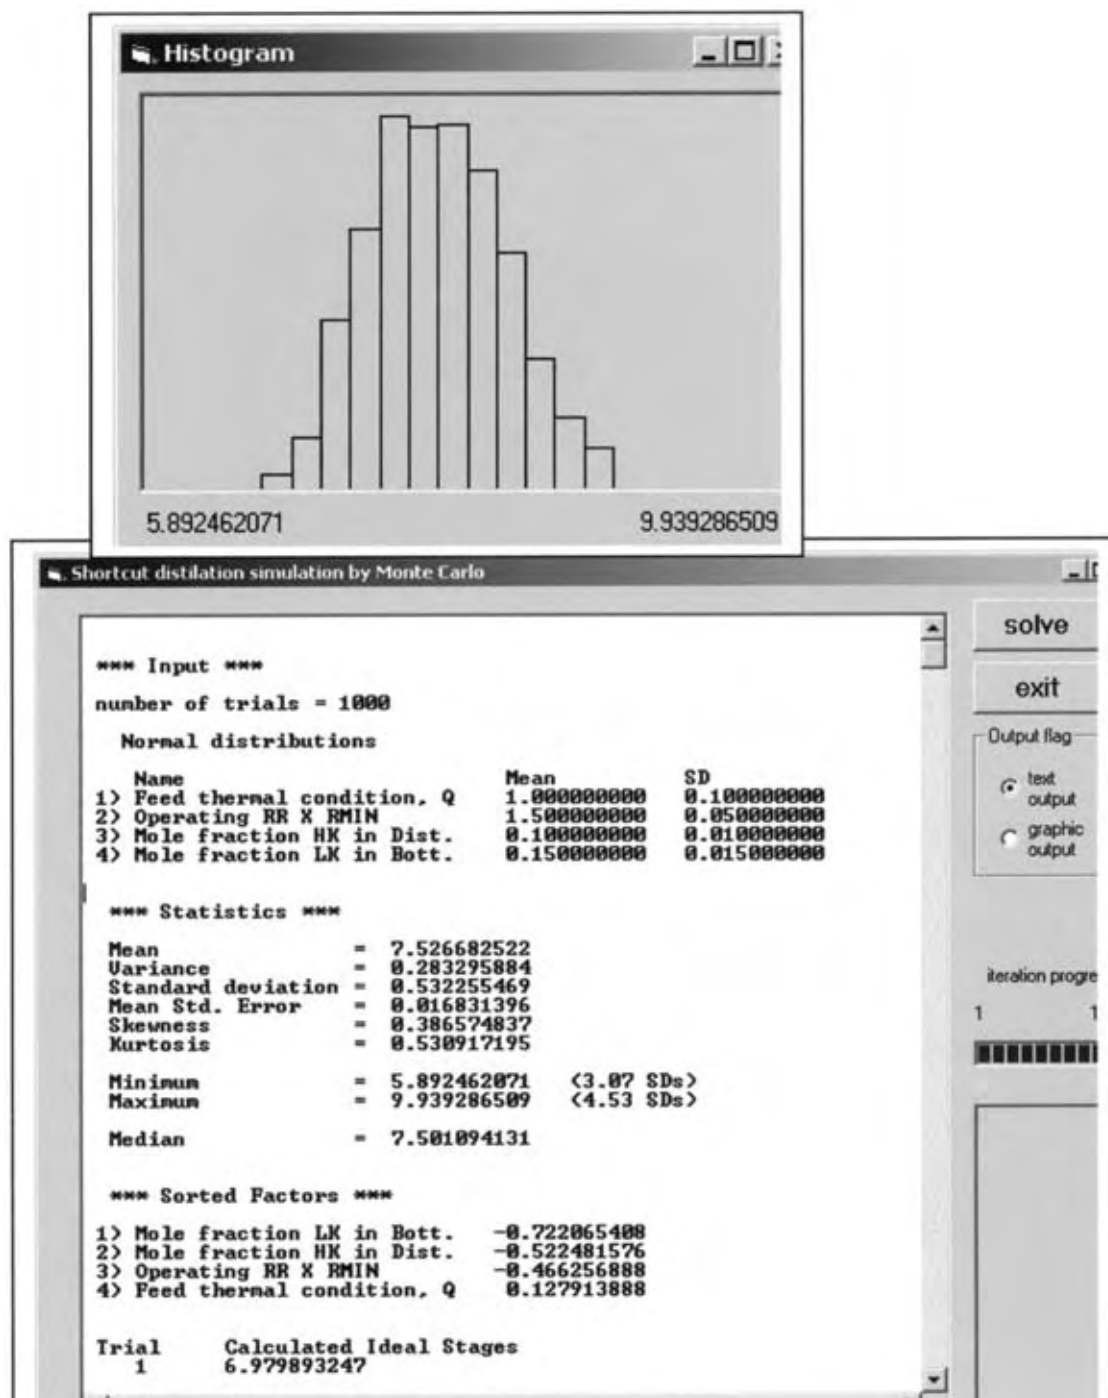 Histogram
5.892462071 9.939286509
Shortcut distilation simulation by Monte Carlo
*** Input ***
number of trials = 1000
Normal distributions
Name Mean SD
1) Feed thermal condition, Q 1.000000000 0.100000000
2) Operating RR X RMIN 1.500000000 0.050000000
3) Mole fraction HK in Dist. 0.100000000 0.010000000
4) Mole fraction LK in Bott. 0.150000000 0.015000000
*** Statistics ***
Mean = 7.526682522
Variance = 0.283295884
Standard deviation = 0.532255469
Mean Std. Error = 0.016831396
Skewness = 0.386574837
Kurtosis = 0.530917195
Minimum = 5.892462071 (3.07 SDs)
Maximum = 9.939286509 (4.53 SDs)
Median = 7.501094131
*** Sorted Factors ***
1) Mole fraction LK in Bott. -0.722065408
2) Mole fraction HK in Dist. -0.522481576
3) Operating RR X RMIN -0.466256888
4) Feed thermal condition, Q 0.127913888
Trial Calculated Ideal Stages
1 6.979893247
solve
exit
Output flag
text
output
graphic
output
iteration progre
1 1